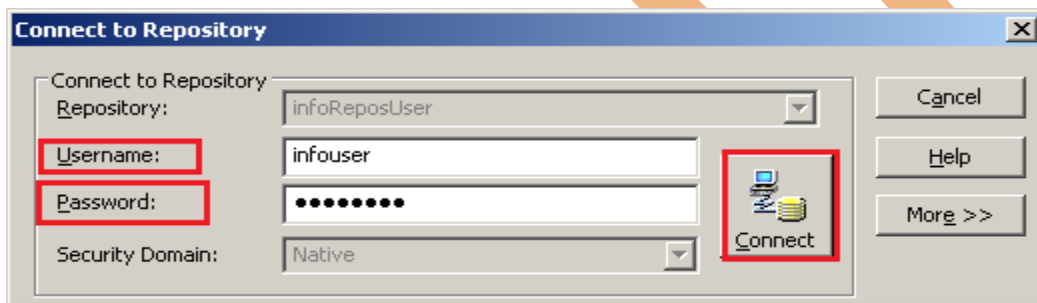 Connect to Repository
Connect to Repository
Repository: infoReposUser
Cancel
Username: infouser
Help
Password: ●●●●●●●●
More >>
Connect
Security Domain: Native